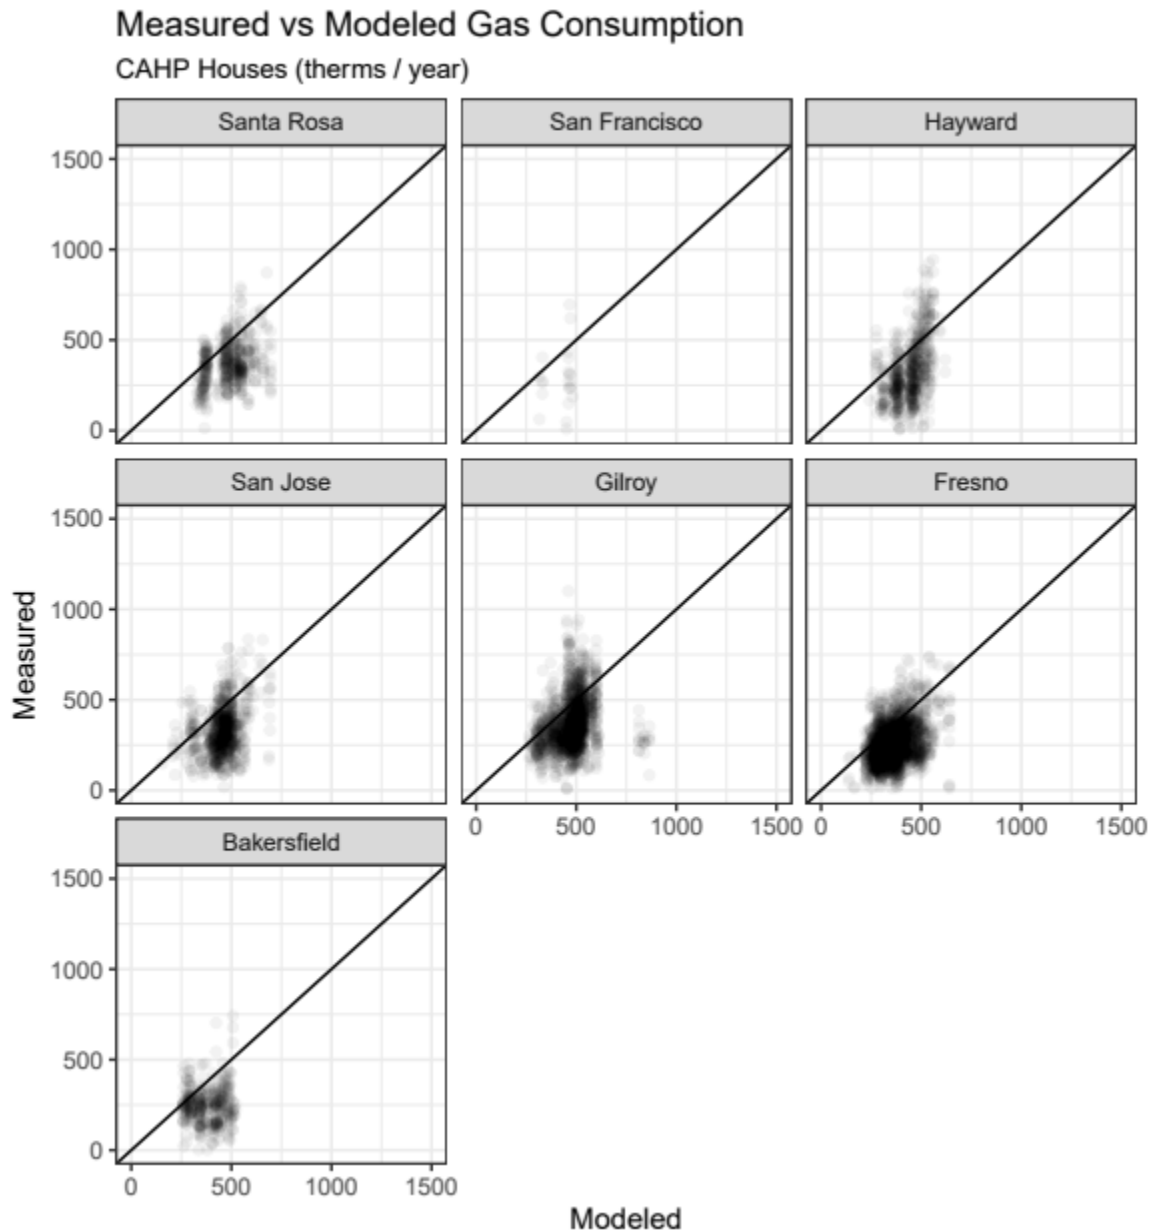 Measured vs Modeled Gas Consumption
CAHP Houses (therms / year)
Santa Rosa
San Francisco
Hayward
1500
1000
500
0
San Jose
Gilroy
Fresno
1500
1000
500
0
0 500 1000 1500
0 500 1000 1500
Bakersfield
1500
1000
500
0
0 500 1000 1500
Measured
Modeled